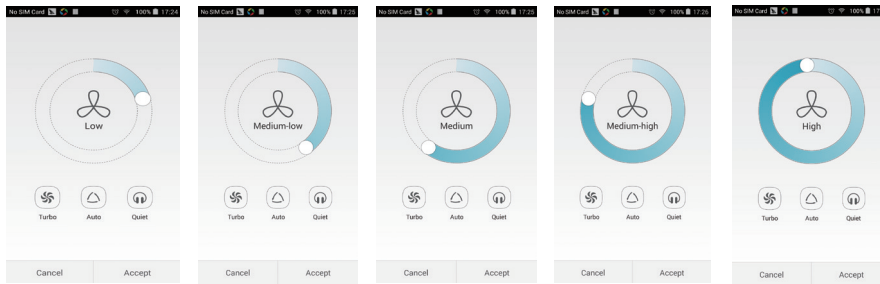 No SIM Card 100% 17:24
Low
Turbo Auto Quiet
Cancel Accept
No SIM Card 100% 17:25
Medium-low
Turbo Auto Quiet
Cancel Accept
No SIM Card 100% 17:25
Medium
Turbo Auto Quiet
Cancel Accept
No SIM Card 100% 17:26
Medium-high
Turbo Auto Quiet
Cancel Accept
No SIM Card 100%
High
Turbo Auto Quiet
Cancel Accept